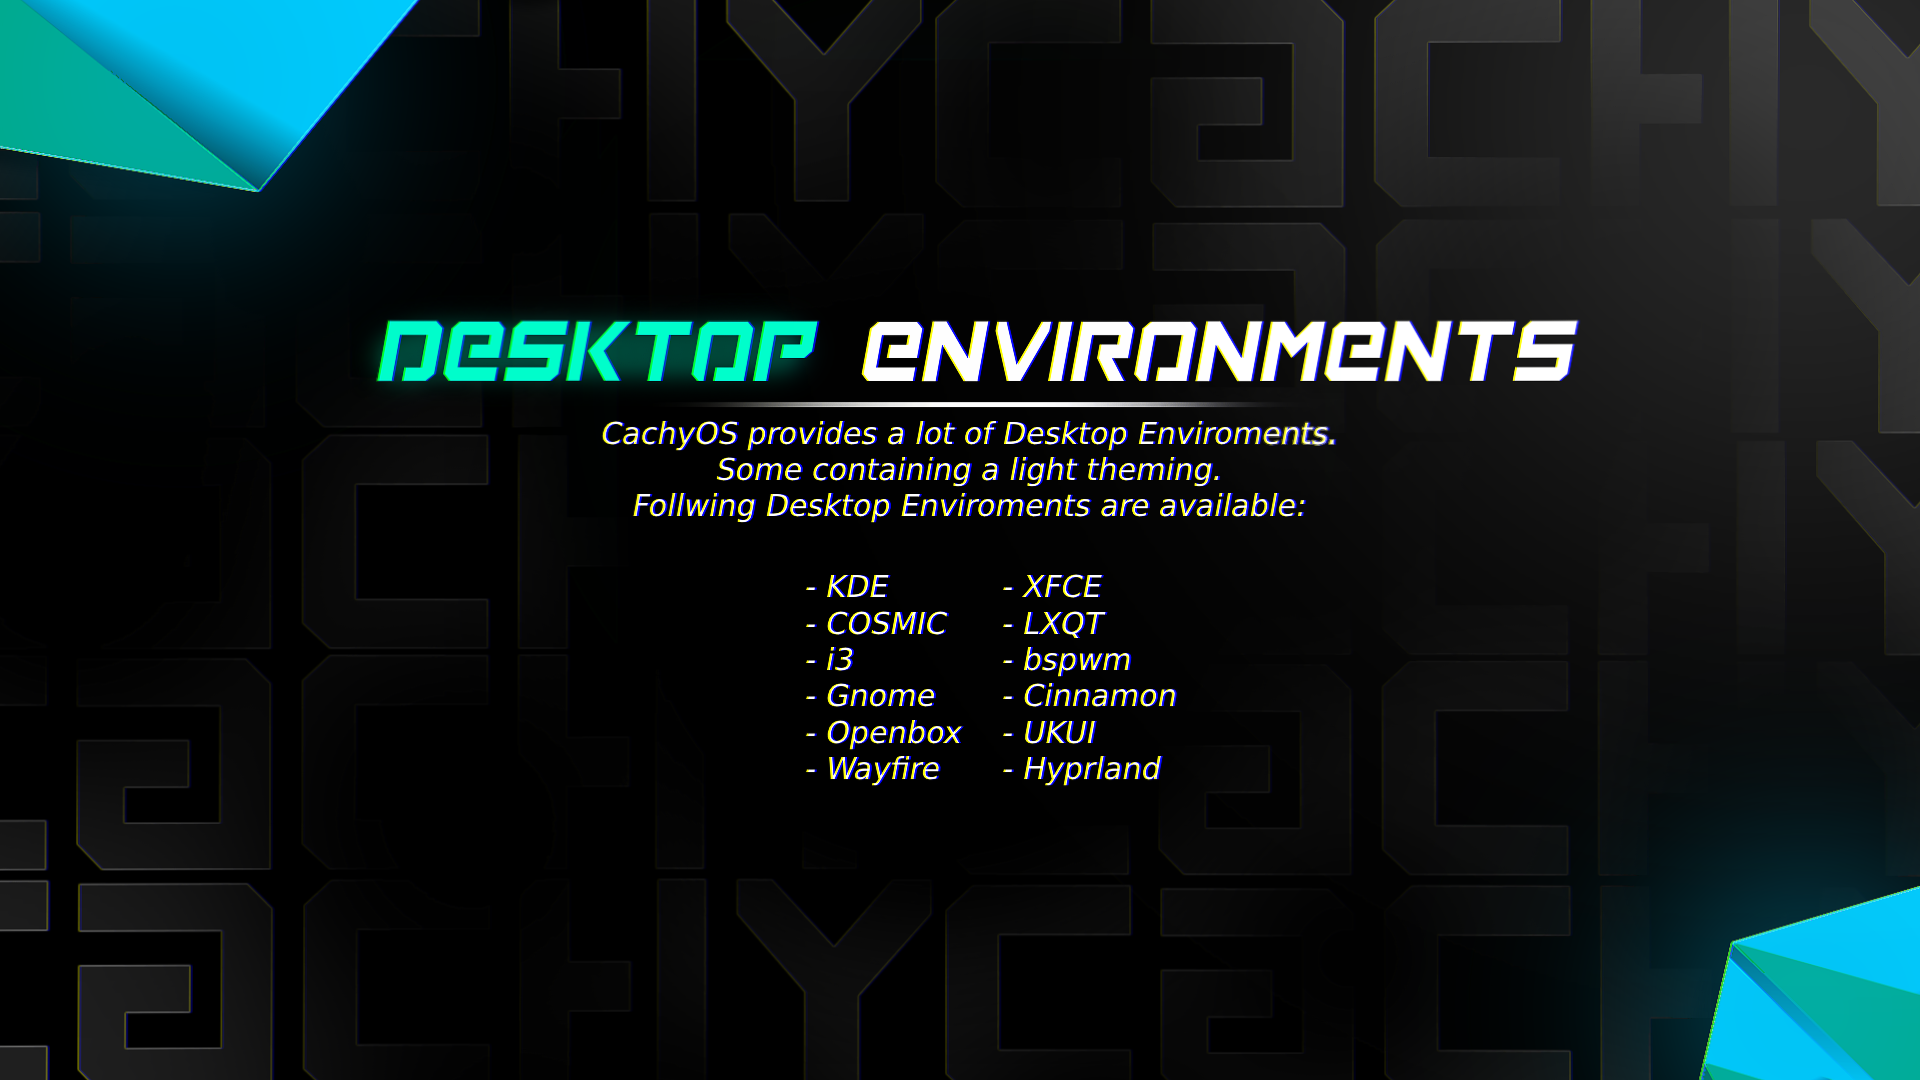 DeSKTOP eNVIRONMeNTS
CachyOS provides a lot of Desktop Enviroments.
Some containing a light theming.
Follwing Desktop Enviroments are available:
- KDE
- COSMIC
- i3
- Gnome
- Openbox
- Wayfire
- XFCE
- LXQT
- bspwm
- Cinnamon
- UKUI
- Hyprland